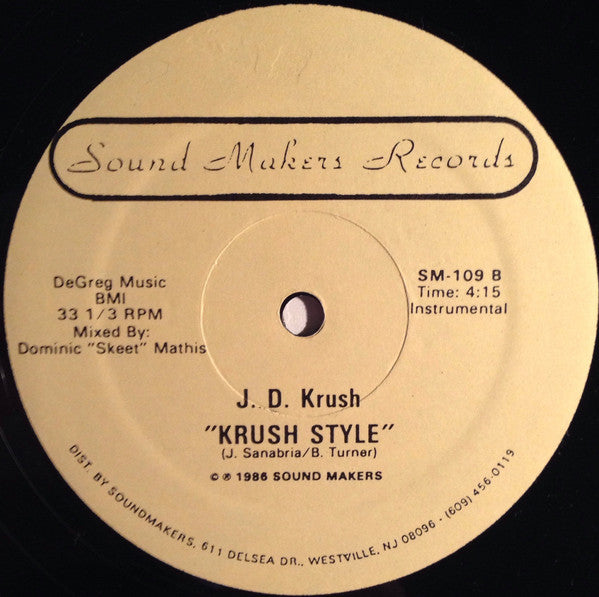 Sound Makers Records
DeGreg Music
BMI
33 1/3 RPM
Mixed By:
Dominic "Skeet" Mathis
SM-109 B
Time: 4:15
Instrumental
J. D. Krush
"KRUSH STYLE"
(J. Sanabria/B. Turner)
© ℗ 1986 SOUND MAKERS
DIST. BY SOUNDMAKERS, 611 DELSEA DR., WESTVILLE, NJ 08096 - (609) 456-0119